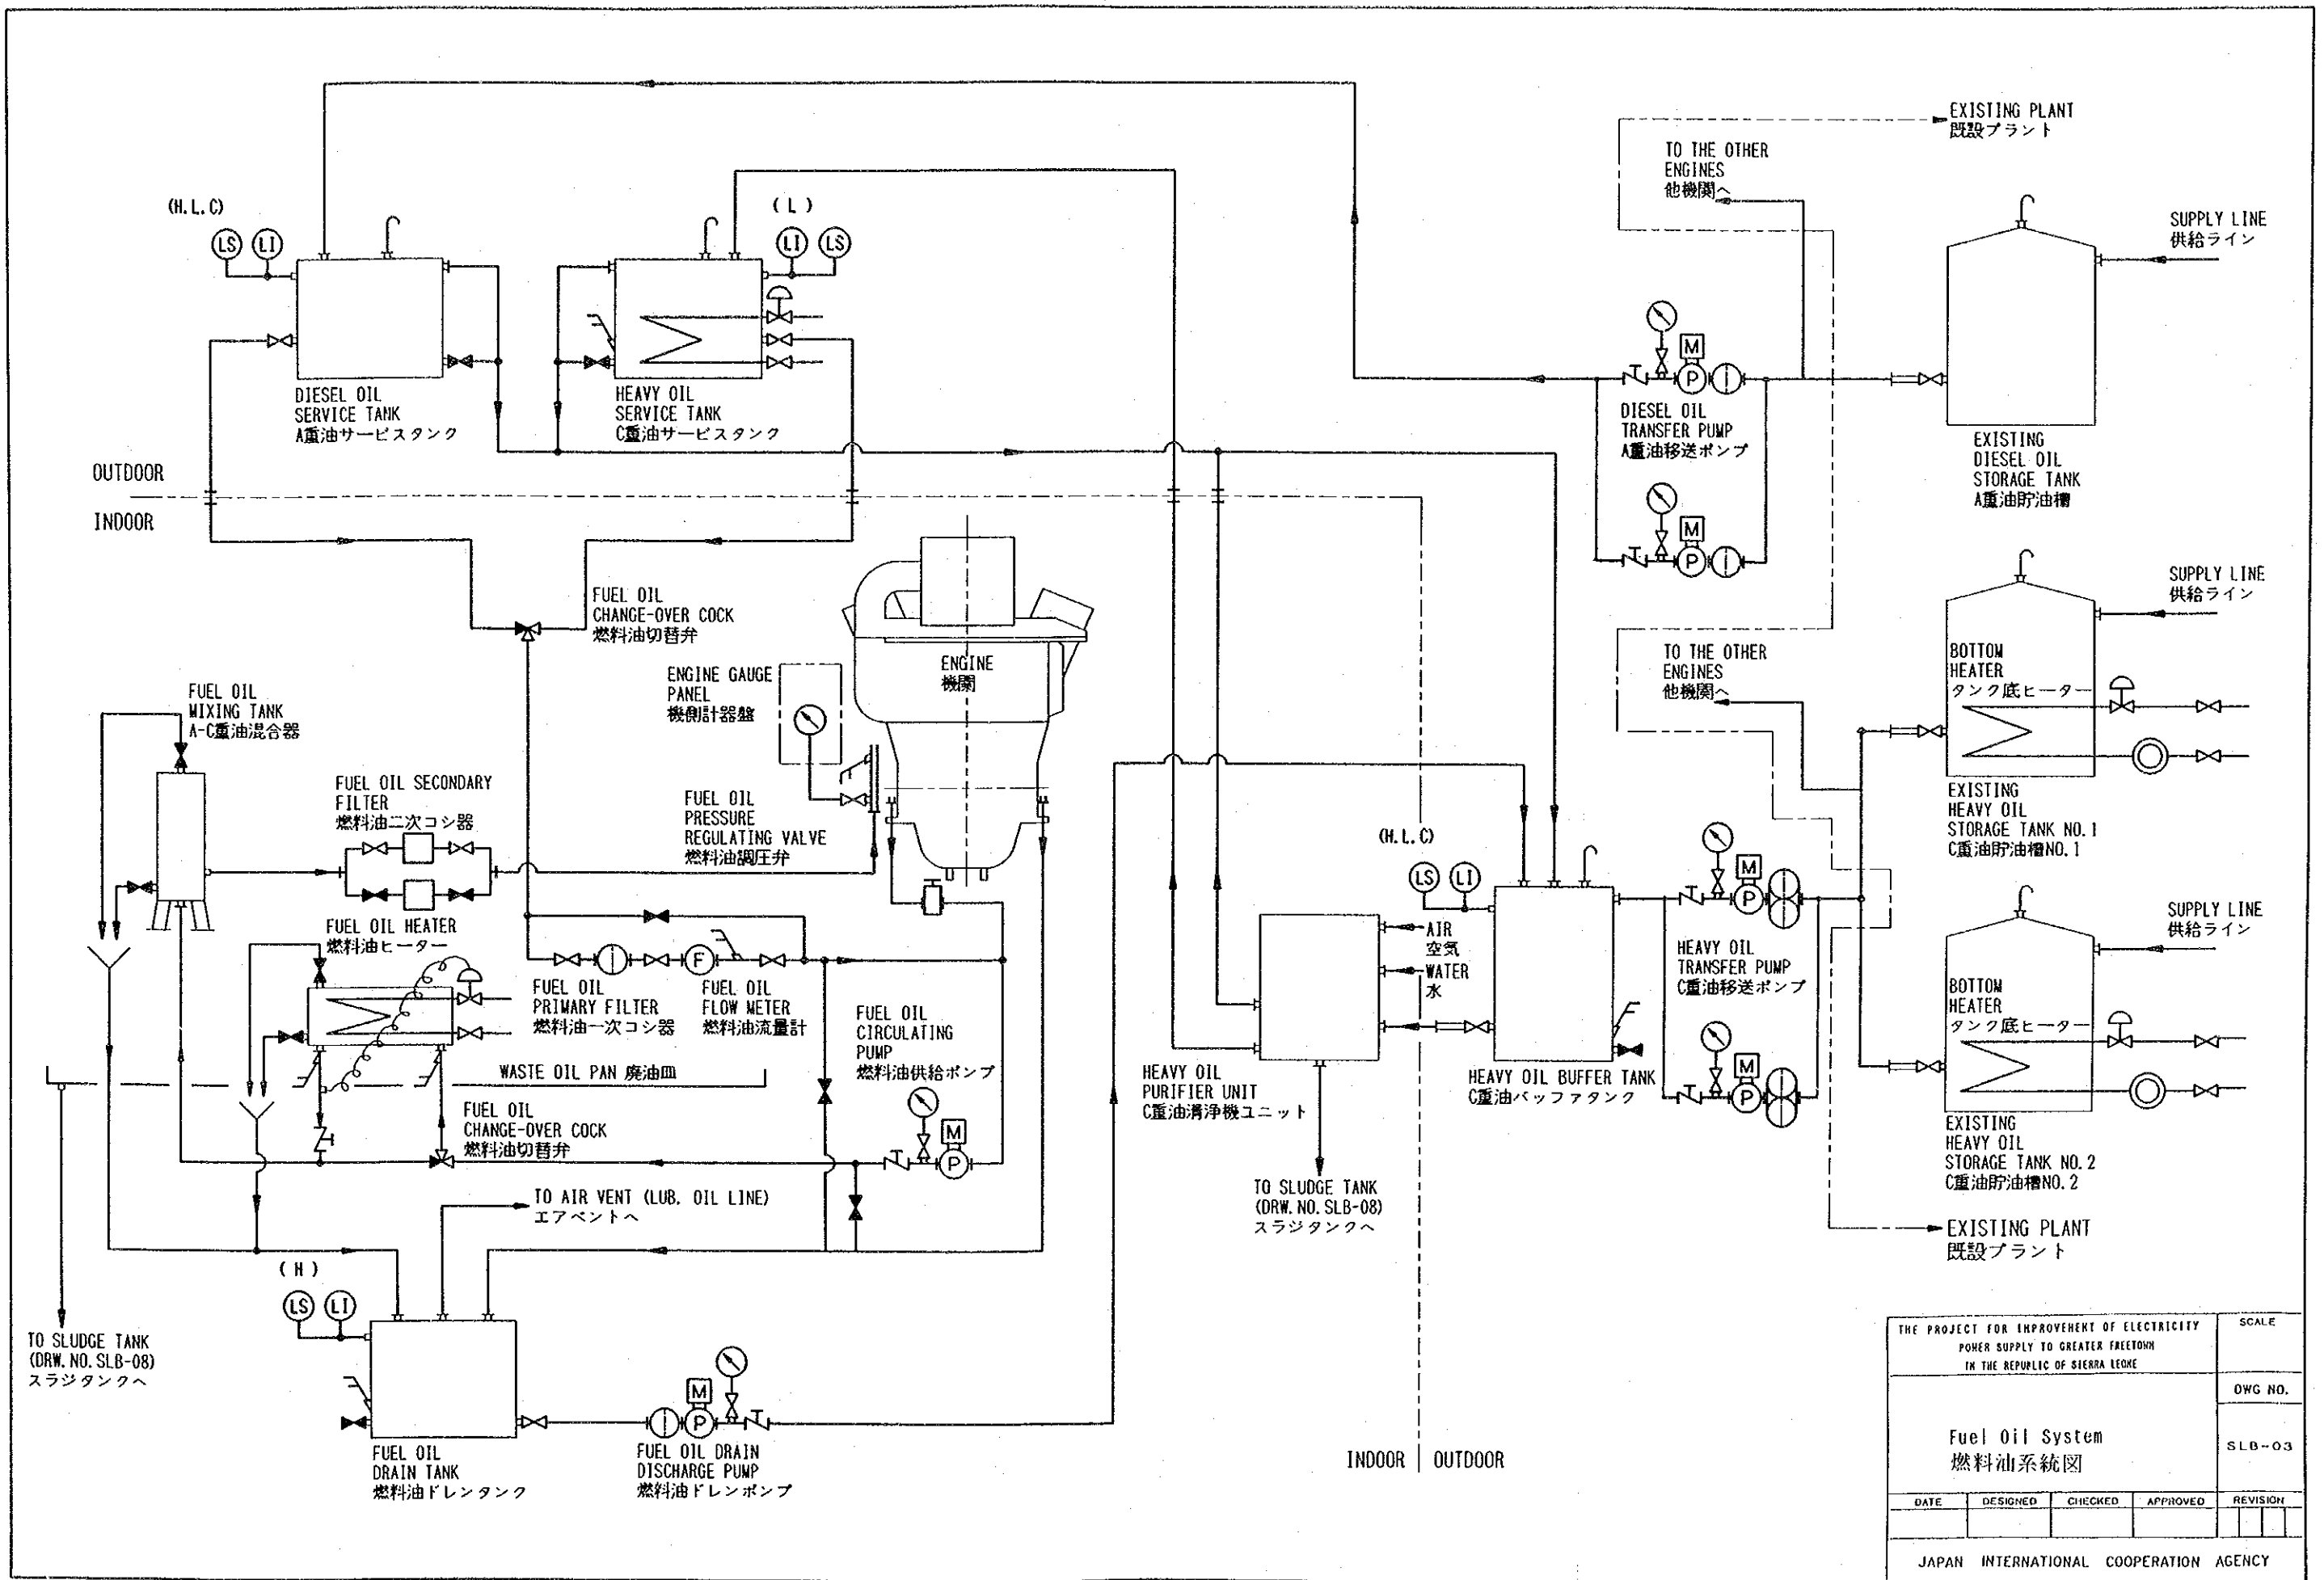 EXISTING PLANT
既設プラント
TO THE OTHER
ENGINES
他機関へ
SUPPLY LINE
供給ライン
(H.L.C)
LS
LI
(L)
LI
LS
DIESEL OIL
SERVICE TANK
A重油サービスタンク
HEAVY OIL
SERVICE TANK
C重油サービスタンク
M
P
DIESEL OIL
TRANSFER PUMP
A重油移送ポンプ
M
P
EXISTING
DIESEL OIL
STORAGE TANK
A重油貯油槽
OUTDOOR
INDOOR
FUEL OIL
CHANGE-OVER COCK
燃料油切替弁
ENGINE GAUGE
PANEL
機側計器盤
ENGINE
機関
SUPPLY LINE
供給ライン
TO THE OTHER
ENGINES
他機関へ
BOTTOM
HEATER
タンク底ヒーター
EXISTING
HEAVY OIL
STORAGE TANK NO.1
C重油貯油槽NO.1
FUEL OIL
MIXING TANK
A-C重油混合器
FUEL OIL SECONDARY
FILTER
燃料油二次コシ器
FUEL OIL
PRESSURE
REGULATING VALVE
燃料油調圧弁
FUEL OIL HEATER
燃料油ヒーター
F
FUEL OIL
PRIMARY FILTER
燃料油一次コシ器
FUEL OIL
FLOW METER
燃料油流量計
FUEL OIL
CIRCULATING
PUMP
燃料油供給ポンプ
M
P
WASTE OIL PAN 廃油皿
FUEL OIL
CHANGE-OVER COCK
燃料油切替弁
(H.L.C)
LS
LI
AIR
空気
WATER
水
HEAVY OIL
PURIFIER UNIT
C重油清浄機ユニット
HEAVY OIL BUFFER TANK
C重油バッファタンク
M
P
HEAVY OIL
TRANSFER PUMP
C重油移送ポンプ
M
P
SUPPLY LINE
供給ライン
BOTTOM
HEATER
タンク底ヒーター
EXISTING
HEAVY OIL
STORAGE TANK NO.2
C重油貯油槽NO.2
EXISTING PLANT
既設プラント
TO SLUDGE TANK
(DRW.NO.SLB-08)
スラジタンクへ
TO AIR VENT (LUB. OIL LINE)
エアベントへ
(H)
LS
LI
TO SLUDGE TANK
(DRW.NO.SLB-08)
スラジタンクへ
FUEL OIL
DRAIN TANK
燃料油ドレンタンク
M
P
FUEL OIL DRAIN
DISCHARGE PUMP
燃料油ドレンポンプ
INDOOR
OUTDOOR
THE PROJECT FOR IMPROVEMENT OF ELECTRICITY
POWER SUPPLY TO GREATER FREETOWN
IN THE REPUBLIC OF SIERRA LEONE
SCALE
DWG NO.
Fuel Oil System
燃料油系統図
SLB-03
DATE
DESIGNED
CHECKED
APPROVED
REVISION
JAPAN INTERNATIONAL COOPERATION AGENCY